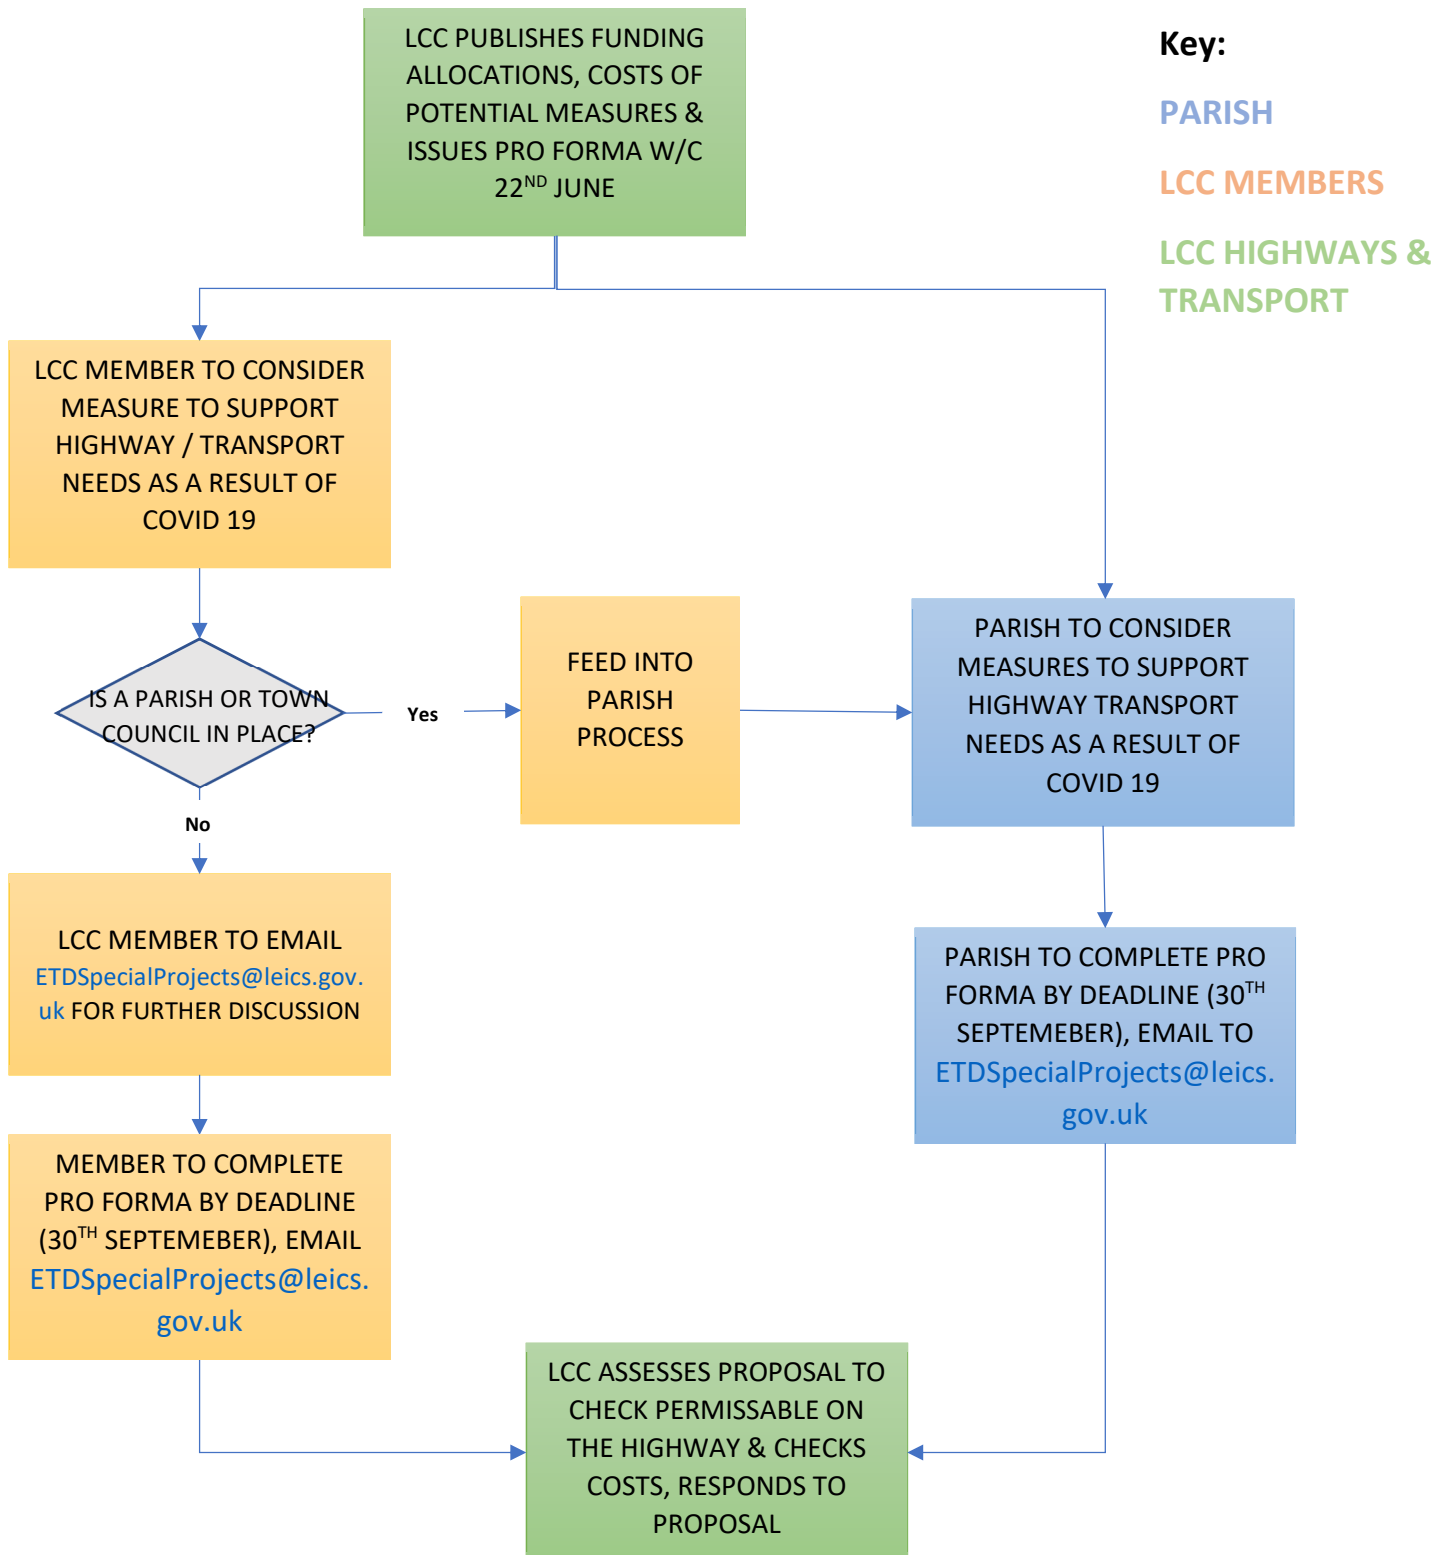 LCC PUBLISHES FUNDING
ALLOCATIONS, COSTS OF
POTENTIAL MEASURES &
ISSUES PRO FORMA W/C
22ND JUNE
Key:
PARISH
LCC MEMBERS
LCC HIGHWAYS &
TRANSPORT
LCC MEMBER TO CONSIDER
MEASURE TO SUPPORT
HIGHWAY / TRANSPORT
NEEDS AS A RESULT OF
COVID 19
IS A PARISH OR TOWN
COUNCIL IN PLACE?
Yes
FEED INTO
PARISH
PROCESS
PARISH TO CONSIDER
MEASURES TO SUPPORT
HIGHWAY TRANSPORT
NEEDS AS A RESULT OF
COVID 19
No
LCC MEMBER TO EMAIL
ETDSpecialProjects@leics.gov.
uk FOR FURTHER DISCUSSION
PARISH TO COMPLETE PRO
FORMA BY DEADLINE (30TH
SEPTEMEBER), EMAIL TO
ETDSpecialProjects@leics.
gov.uk
MEMBER TO COMPLETE
PRO FORMA BY DEADLINE
(30TH SEPTEMEBER), EMAIL
ETDSpecialProjects@leics.
gov.uk
LCC ASSESSES PROPOSAL TO
CHECK PERMISSABLE ON
THE HIGHWAY & CHECKS
COSTS, RESPONDS TO
PROPOSAL